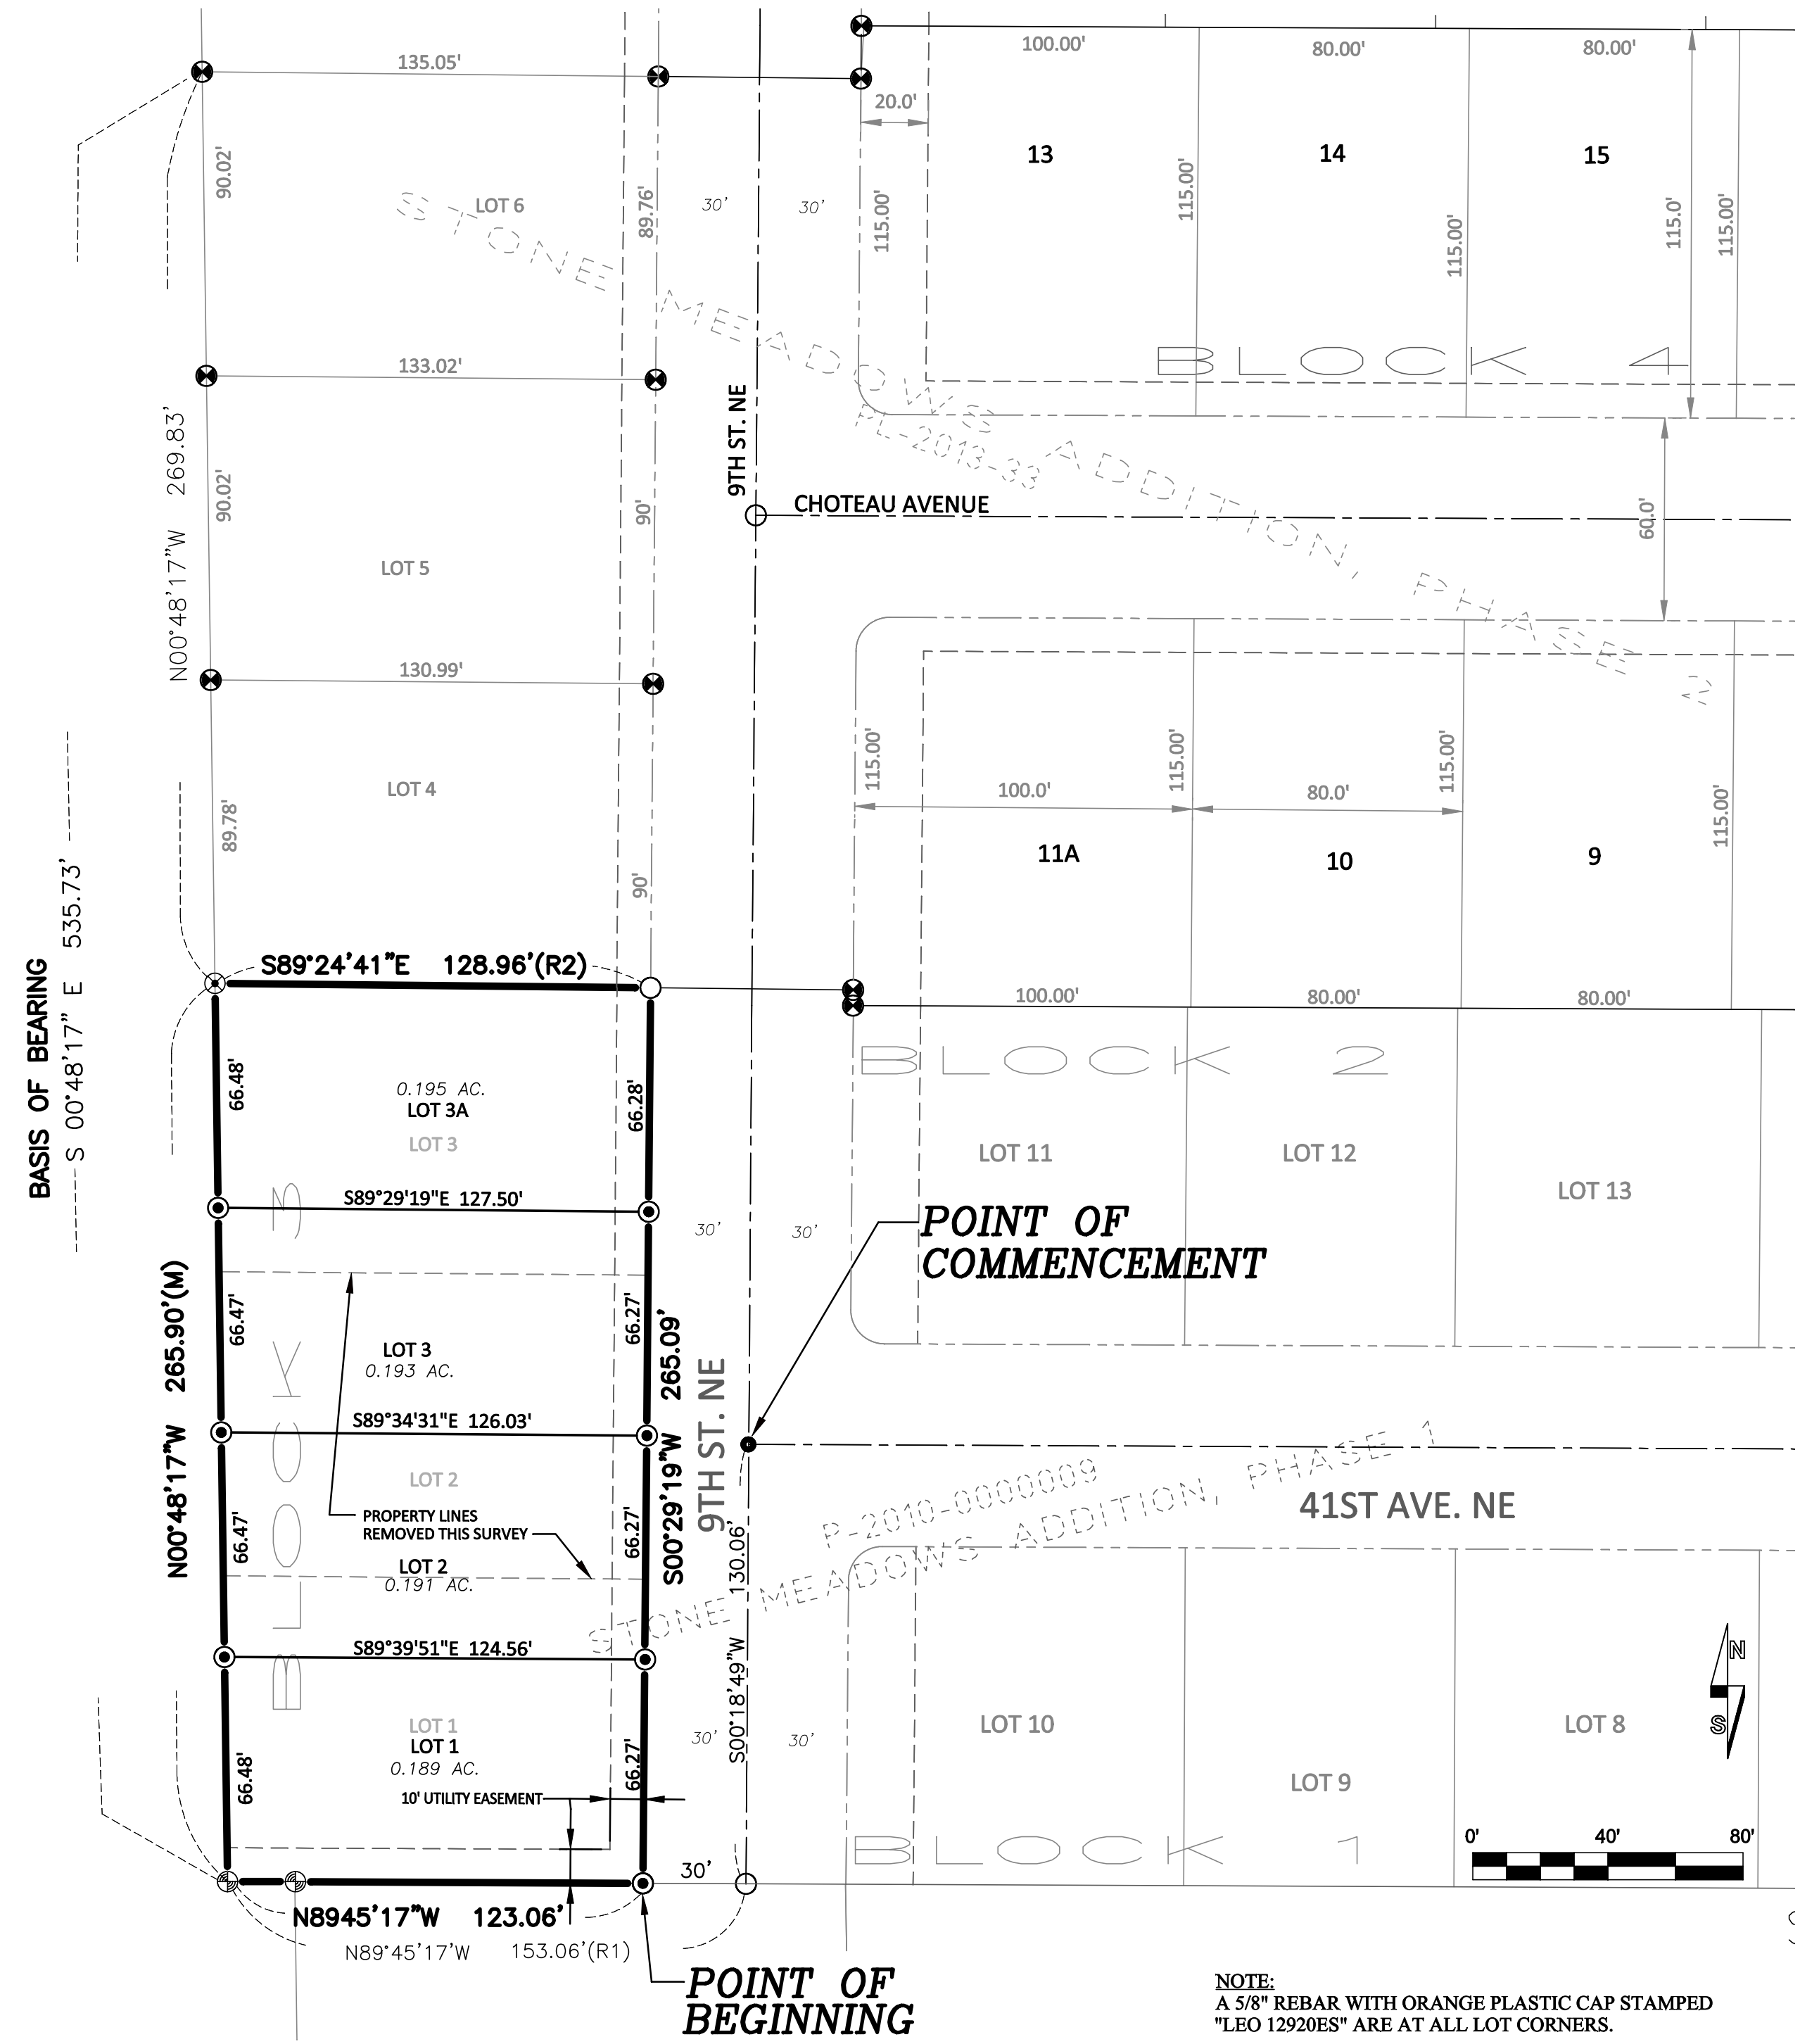 135.05'
100.00'
80.00'
80.00'
20.0'
13
14
15
90.02'
LOT 6
89.76'
30'
30'
115.00'
115.00'
115.00'
115.0'
115.00'
STONE MEADOWS ADDITION, PHASE 2
PL-2013-33
BLOCK 4
133.02'
9TH ST. NE
N00°48'17"W 269.83'
90.02'
90'
CHOTEAU AVENUE
60.0'
LOT 5
130.99'
115.00'
115.00'
115.00'
115.00'
LOT 4
100.0'
80.0'
89.78'
90'
11A
10
9
BASIS OF BEARING
S 00°48'17" E 535.73'
S89°24'41"E 128.96'(R2)
100.00'
80.00'
80.00'
BLOCK 2
66.48'
0.195 AC.
LOT 3A
LOT 3
66.28'
LOT 11
LOT 12
LOT 13
S89°29'19"E 127.50'
BLOCK 3
30'
30'
POINT OF
COMMENCEMENT
N00°48'17"W 265.90'(M)
66.47'
66.27'
LOT 3
0.193 AC.
S00°29'19"W 265.09'
9TH ST. NE
S89°34'31"E 126.03'
LOT 2
P-2010-0000009
STONE MEADOWS ADDITION, PHASE 1
41ST AVE. NE
PROPERTY LINES
REMOVED THIS SURVEY
66.47'
66.27'
LOT 2
0.191 AC.
S00°18'49"W 130.06'
S89°39'51"E 124.56'
LOT 1
LOT 1
0.189 AC.
66.48'
66.27'
30'
30'
LOT 10
LOT 9
LOT 8
N
S
10' UTILITY EASEMENT
BLOCK 1
0'
40'
80'
30'
N8945'17"W 123.06'
N89°45'17'W 153.06'(R1)
POINT OF
BEGINNING
NOTE:
A 5/8" REBAR WITH ORANGE PLASTIC CAP STAMPED
"LEO 12920ES" ARE AT ALL LOT CORNERS.